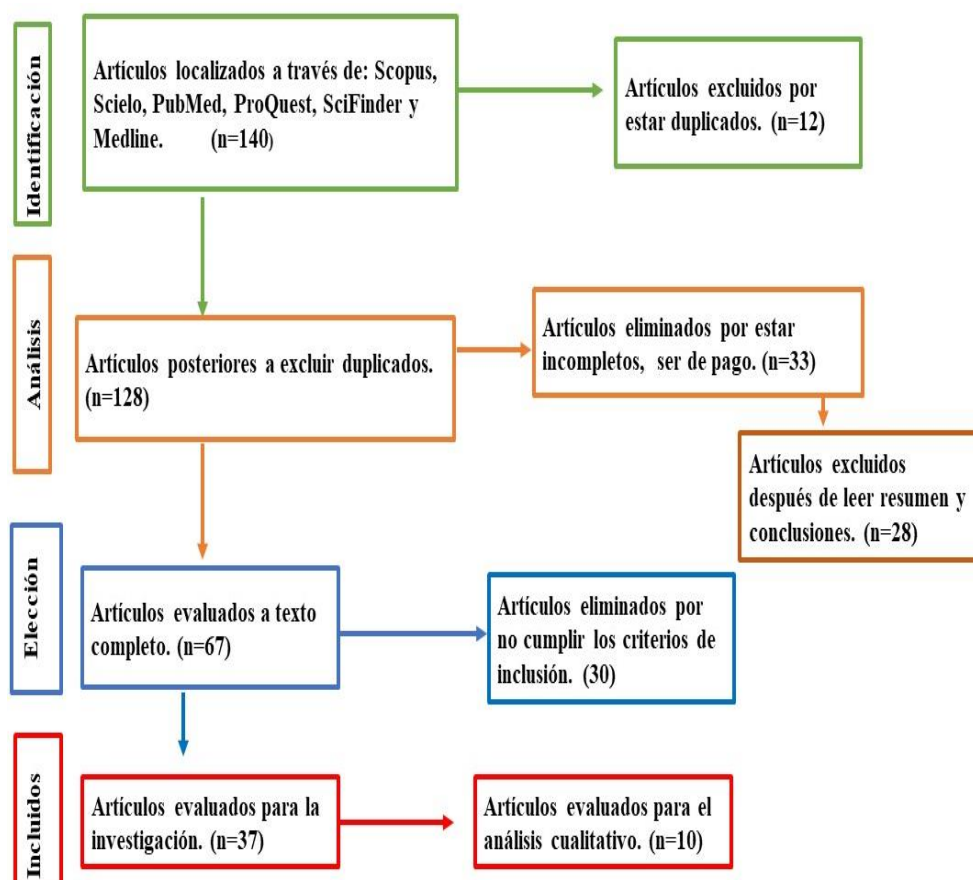 Identificación
Artículos localizados a través de: Scopus,
Scielo, PubMed, ProQuest, SciFinder y
Medline. (n=140)
Artículos excluidos por
estar duplicados. (n=12)
Análisis
Artículos posteriores a excluir duplicados.
(n=128)
Artículos eliminados por estar
incompletos, ser de pago. (n=33)
Artículos excluidos
después de leer resumen y
conclusiones. (n=28)
Elección
Artículos evaluados a texto
completo. (n=67)
Artículos eliminados por
no cumplir los criterios de
inclusión. (30)
Incluidos
Artículos evaluados para la
investigación. (n=37)
Artículos evaluados para el
análisis cualitativo. (n=10)